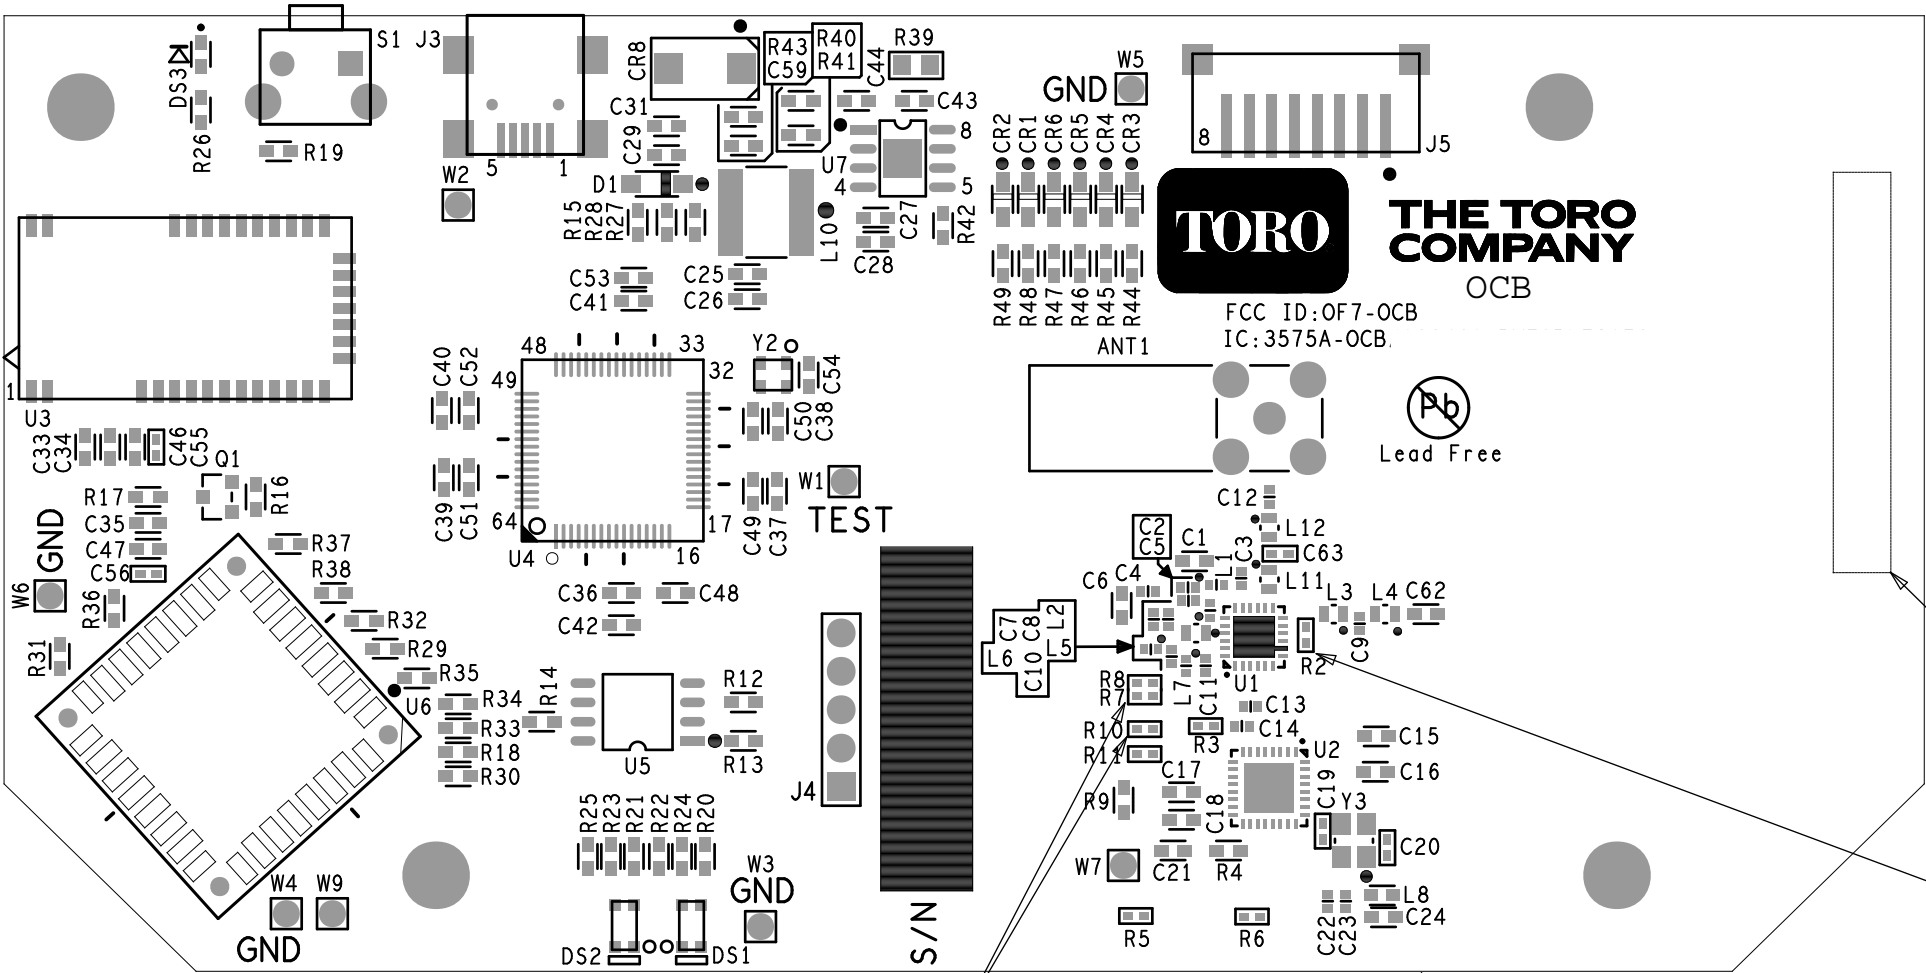 S1
J3
DS3
R26
R19
CR8
R43
C59
R40
R41
C44
R39
C31
C29
C43
5
1
W2
D1
U7
4
8
5
R15
R28
R27
L10
C27
C28
R42
C53
C41
C25
C26
W5
GND
CR2
CR1
CR6
CR5
CR4
CR3
R49
R48
R47
R46
R45
R44
8
J5
TORO
THE TORO
COMPANY
OCB
FCC ID:OF7-OCB
IC:3575A-OCB
ANT1
Pb
Lead Free
1
U3
C33
C34
C46
C55
Q1
R17
C35
C47
C56
R16
GND
W6
R36
R31
R37
R38
R32
R29
R35
U6
R34
R33
R18
R30
W4
W9
GND
C40
C52
48
33
49
32
64
17
16
U4
C39
C51
Y2
C54
C50
C38
C49
C37
W1
TEST
C36
C48
C42
R14
R12
R13
U5
J4
R25
R23
R21
R22
R24
R20
W3
GND
DS2
DS1
S/N
C12
L12
C63
L11
C2
C5
C1
L1
C3
C6
C4
L3
L4
C62
C9
R2
C7
C8
L2
L6
C10
L5
R8
R7
L7
C11
U1
C13
C14
R10
R11
R3
U2
C15
C16
C17
C18
C19
Y3
R9
C20
W7
C21
R4
L8
C24
C22
C23
R5
R6